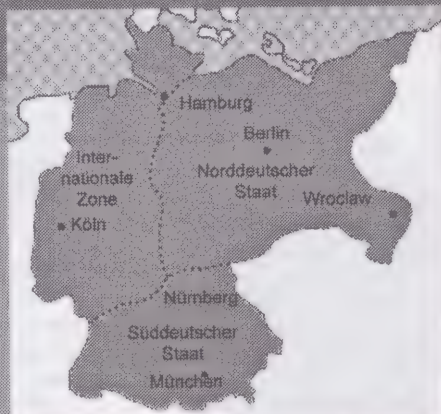 Hamburg
Berlin
Inter-
nationale
Zone
Norddeutscher
Staat
Wroclaw
Köln
Nürnberg
Süddeutscher
Staat
München